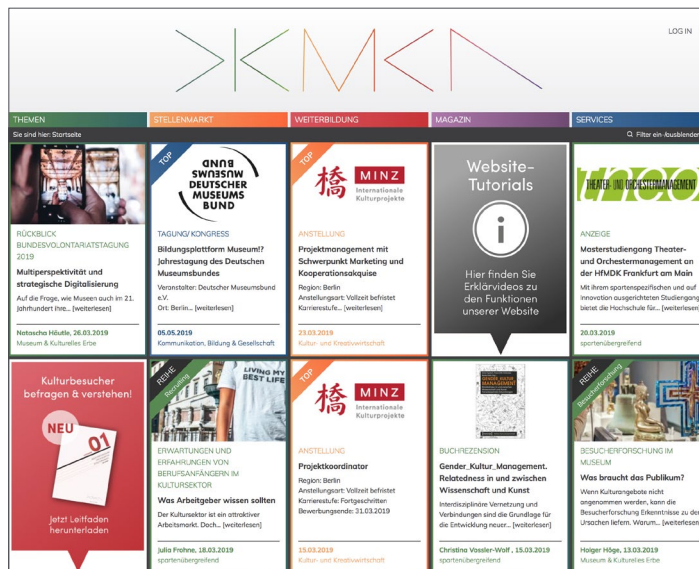 LOG IN
THEMEN
STELLENMARKT
WEITERBILDUNG
MAGAZIN
SERVICES
Sie sind hier: Startseite
Filter ein-/ausblenden
RÜCKBLICK
BUNDESVOLONTARIATSTAGUNG
2019
Multiperspektivität und
strategische Digitalisierung
Auf die Frage, wie Museen auch im 21.
Jahrhundert ihre... [weiterlesen]
Natascha Häutle, 26.03.2019
Museum & Kulturelles Erbe
TOP
BUND
MUSEUMS
DEUTSCHER
MUSEUMS
BUND
TAGUNG/ KONGRESS
Bildungsplattform Museum!?
Jahrestagung des Deutschen
Museumsbundes
Veranstalter: Deutscher Museumsbund
e.V.
Ort: Berlin... [weiterlesen]
05.05.2019
Kommunikation, Bildung & Gesellschaft
TOP
橋 MINZ
Internationale
Kulturprojekte
ANSTELLUNG
Projektmanagement mit
Schwerpunkt Marketing und
Kooperationsakquise
Region: Berlin
Anstellungsart: Vollzeit befristet
Karrierestufe... [weiterlesen]
23.03.2019
Kultur- und Kreativwirtschaft
Website-
Tutorials
i
Hier finden Sie
Erklärvideos zu
den Funktionen
unserer Website
THEATER- UND ORCHESTERMANAGEMENT
ANZEIGE
Masterstudiengang Theater-
und Orchestermanagement an
der HfMDK Frankfurt am Main
Mit ihrem spartenspezifischen und auf
Innovation ausgerichteten Studiengang
bietet die Hochschule für... [weiterlesen]
20.03.2019
spartenübergreifend
Kulturbesucher
befragen & verstehen!
NEU
01
Jetzt Leitfaden
herunterladen
REIHE
Recruiting
LIVING MY
BEST LIFE
ERWARTUNGEN UND
ERFAHRUNGEN VON
BERUFSANFÄNGERN IM
KULTURSEKTOR
Was Arbeitgeber wissen sollten
Der Kultursektor ist ein attraktiver
Arbeitsmarkt. Doch... [weiterlesen]
Julia Frohne, 18.03.2019
spartenübergreifend
TOP
橋 MINZ
Internationale
Kulturprojekte
ANSTELLUNG
Projektkoordinator
Region: Berlin
Anstellungsart: Vollzeit befristet
Karrierestufe: Fortgeschritten
Bewerbungsende: 31.03.2019
15.03.2019
Kultur- und Kreativwirtschaft
GENDER_KULTUR_
MANAGEMENT
BUCHREZENSION
Gender_Kultur_Management.
Relatedness in und zwischen
Wissenschaft und Kunst
Interdisziplinäre Vernetzung und
Verbindungen sind die Grundlage für
die Entwicklung neuer... [weiterlesen]
Christina Vossler-Wolf , 15.03.2019
spartenübergreifend
REIHE
Besucherforschung
BESUCHERFORSCHUNG IM
MUSEUM
Was braucht das Publikum?
Wenn Kulturangebote nicht
angenommen werden, kann die
Besucherforschung Erkenntnisse zu den
Ursachen liefern. Warum... [weiterlesen]
Holger Höge, 13.03.2019
Museum & Kulturelles Erbe